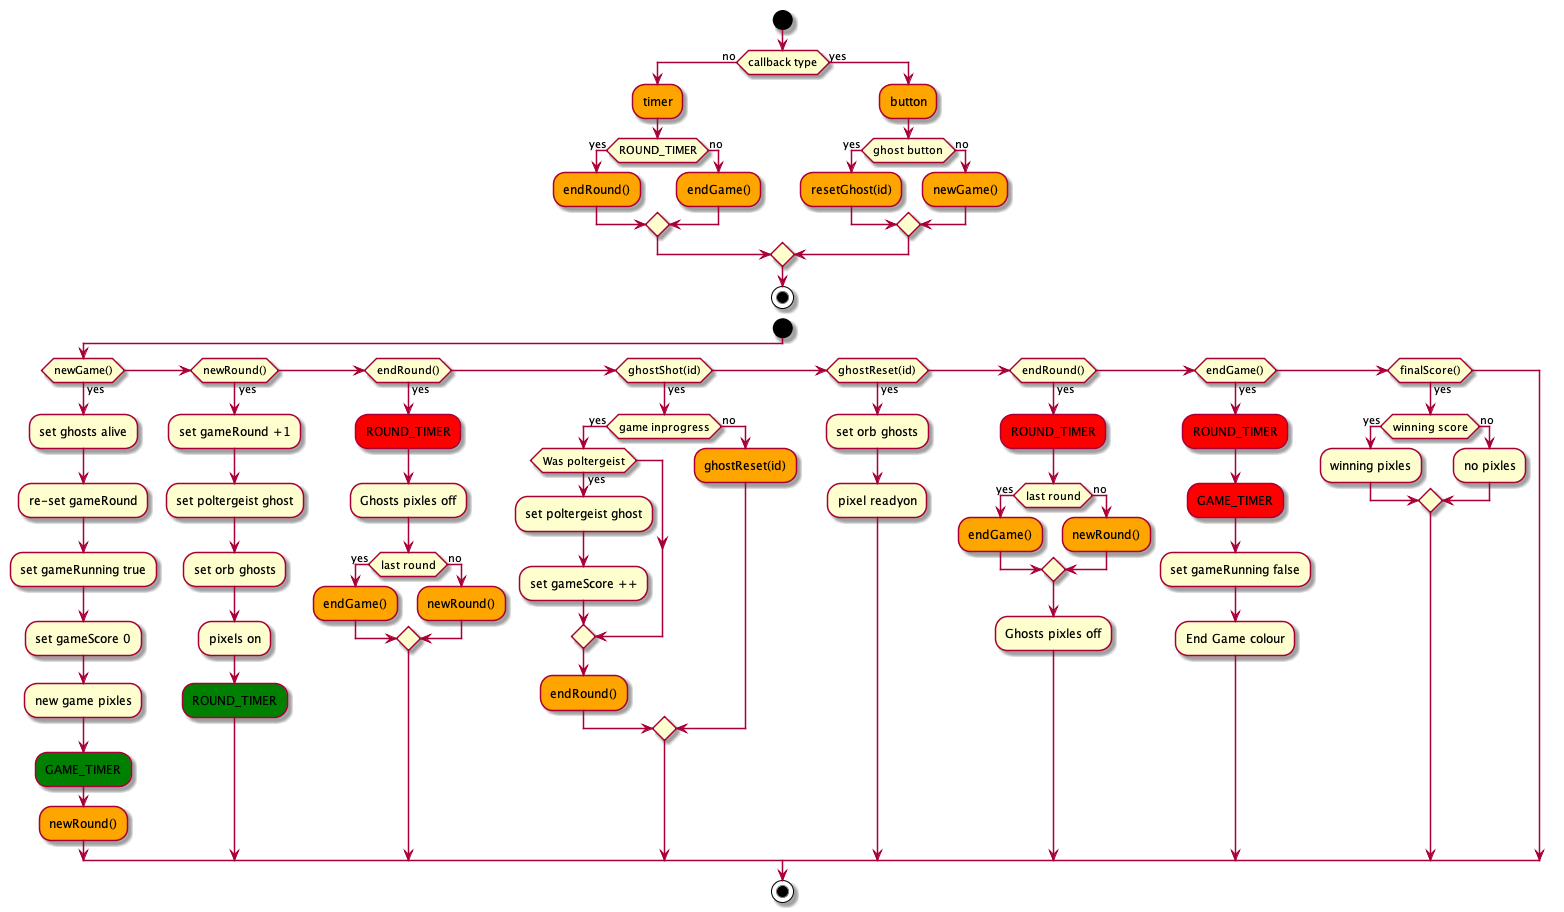 callback type
no
yes
timer
button
ROUND_TIMER
yes
no
ghost button
yes
no
endRound()
endGame()
resetGhost(id)
newGame()
newGame()
yes
set ghosts alive
re-set gameRound
set gameRunning true
set gameScore 0
new game pixles
GAME_TIMER
newRound()
newRound()
yes
set gameRound +1
set poltergeist ghost
set orb ghosts
pixels on
ROUND_TIMER
endRound()
yes
ROUND_TIMER
Ghosts pixles off
last round
yes
no
endGame()
newRound()
ghostShot(id)
yes
game inprogress
yes
no
Was poltergeist
yes
set poltergeist ghost
set gameScore ++
endRound()
ghostReset(id)
ghostReset(id)
yes
set orb ghosts
pixel readyon
endRound()
yes
ROUND_TIMER
last round
yes
no
endGame()
newRound()
Ghosts pixles off
endGame()
yes
ROUND_TIMER
GAME_TIMER
set gameRunning false
End Game colour
finalScore()
yes
winning score
yes
no
winning pixles
no pixles